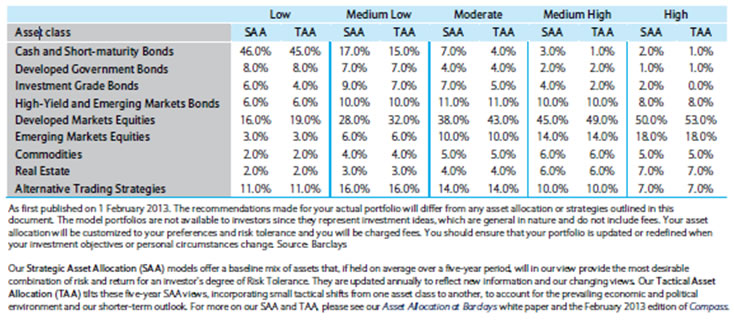 Low Medium Low Moderate Medium High High
Asset class SAA TAA SAA TAA SAA TAA SAA TAA SAA TAA
Cash and Short-maturity Bonds 46.0% 45.0% 17.0% 15.0% 7.0% 4.0% 3.0% 1.0% 2.0% 1.0%
Developed Government Bonds 8.0% 8.0% 7.0% 7.0% 4.0% 4.0% 2.0% 2.0% 1.0% 1.0%
Investment Grade Bonds 6.0% 4.0% 9.0% 7.0% 7.0% 5.0% 4.0% 2.0% 2.0% 0.0%
High-Yield and Emerging Markets Bonds 6.0% 6.0% 10.0% 10.0% 11.0% 11.0% 10.0% 10.0% 8.0% 8.0%
Developed Markets Equities 16.0% 19.0% 28.0% 32.0% 38.0% 43.0% 45.0% 49.0% 50.0% 53.0%
Emerging Markets Equities 3.0% 3.0% 6.0% 6.0% 10.0% 10.0% 14.0% 14.0% 18.0% 18.0%
Commodities 2.0% 2.0% 4.0% 4.0% 5.0% 5.0% 6.0% 6.0% 5.0% 5.0%
Real Estate 2.0% 2.0% 3.0% 3.0% 4.0% 4.0% 6.0% 6.0% 7.0% 7.0%
Alternative Trading Strategies 11.0% 11.0% 16.0% 16.0% 14.0% 14.0% 10.0% 10.0% 7.0% 7.0%
As first published on 1 February 2013. The recommendations made for your actual portfolio will differ from any asset allocation or strategies outlined in this
document. The model portfolios are not available to investors since they represent investment ideas, which are general in nature and do not include fees. Your asset
allocation will be customized to your preferences and risk tolerance and you will be charged fees. You should ensure that your portfolio is updated or redefined when
your investment objectives or personal circumstances change. Source: Barclays
Our Strategic Asset Allocation (SAA) models offer a baseline mix of assets that, if held on average over a five-year period, will in our view provide the most desirable
combination of risk and return for an investor's degree of Risk Tolerance. They are updated annually to reflect new information and our changing views. Our Tactical Asset
Allocation (TAA) tilts these five-year SAA views, incorporating small tactical shifts from one asset class to another, to account for the prevailing economic and political
environment and our shorter-term outlook. For more on our SAA and TAA, please see our Asset Allocation at Barclays white paper and the February 2013 edition of Compass.